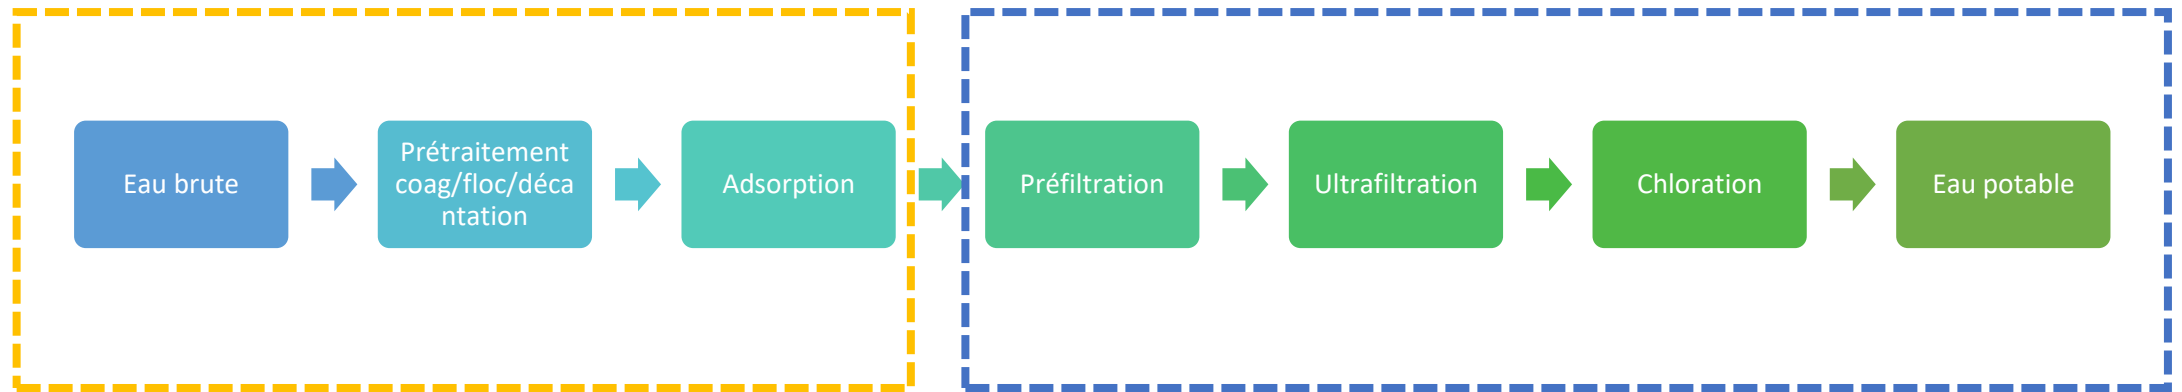 Eau brute
Prétraitement
coag/floc/déca
ntation
Adsorption
Préfiltration
Ultrafiltration
Chloration
Eau potable